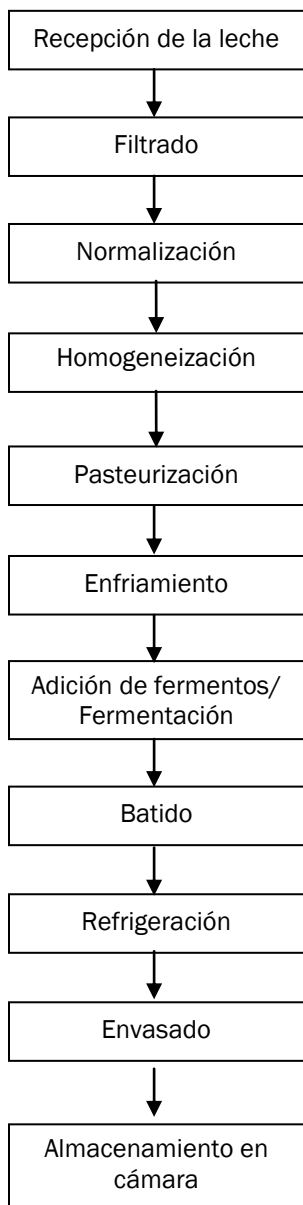 Recepción de la leche
Filtrado
Normalización
Homogeneización
Pasteurización
Enfriamiento
Adición de fermentos/
Fermentación
Batido
Refrigeración
Envasado
Almacenamiento en
cámara